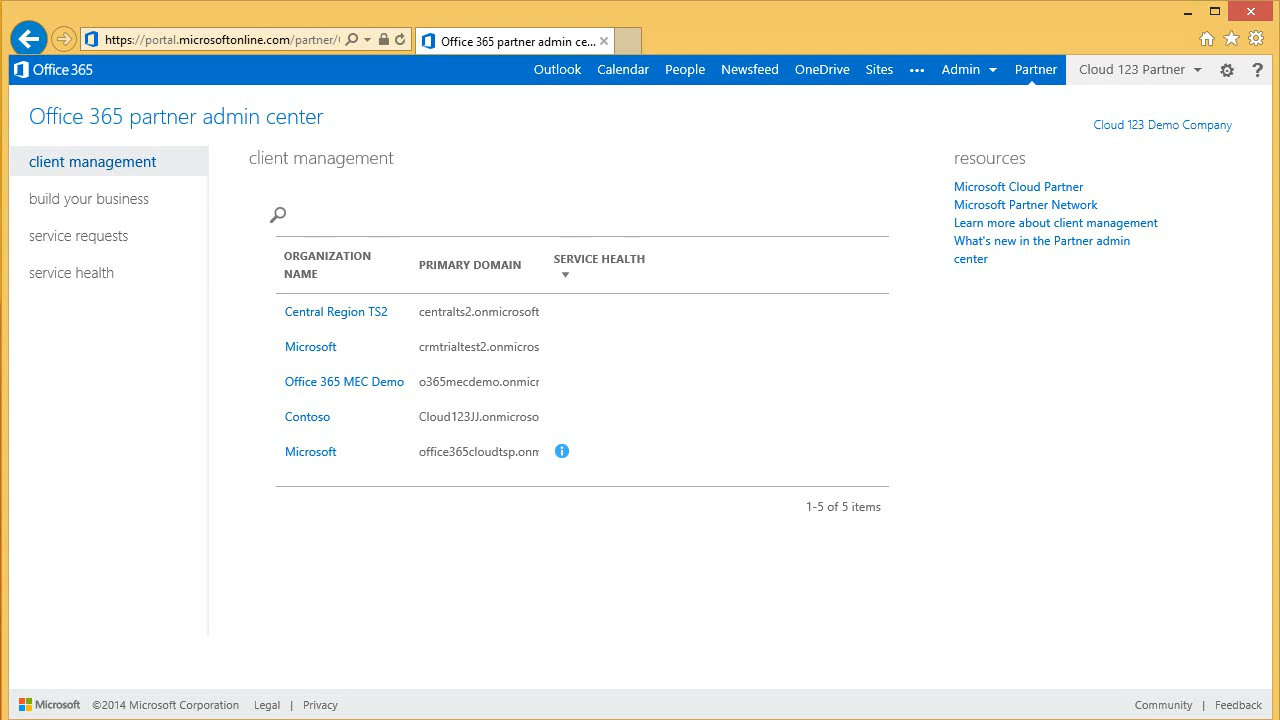 https://portal.microsoftonline.com/partner/
Office 365 partner admin ce...
Office 365
Outlook Calendar People Newsfeed OneDrive Sites ••• Admin Partner Cloud 123 Partner ?
Office 365 partner admin center
Cloud 123 Demo Company
client management
build your business
service requests
service health
client management
ORGANIZATION
NAME
PRIMARY DOMAIN
SERVICE HEALTH
Central Region TS2 centralts2.onmicrosoft
Microsoft crmtrialtest2.onmicros
Office 365 MEC Demo o365mecdemo.onmicr
Contoso Cloud123JJ.onmicroso
Microsoft office365cloudtsp.onm
1-5 of 5 items
resources
Microsoft Cloud Partner
Microsoft Partner Network
Learn more about client management
What's new in the Partner admin
center
Microsoft ©2014 Microsoft Corporation Legal | Privacy
Community | Feedback